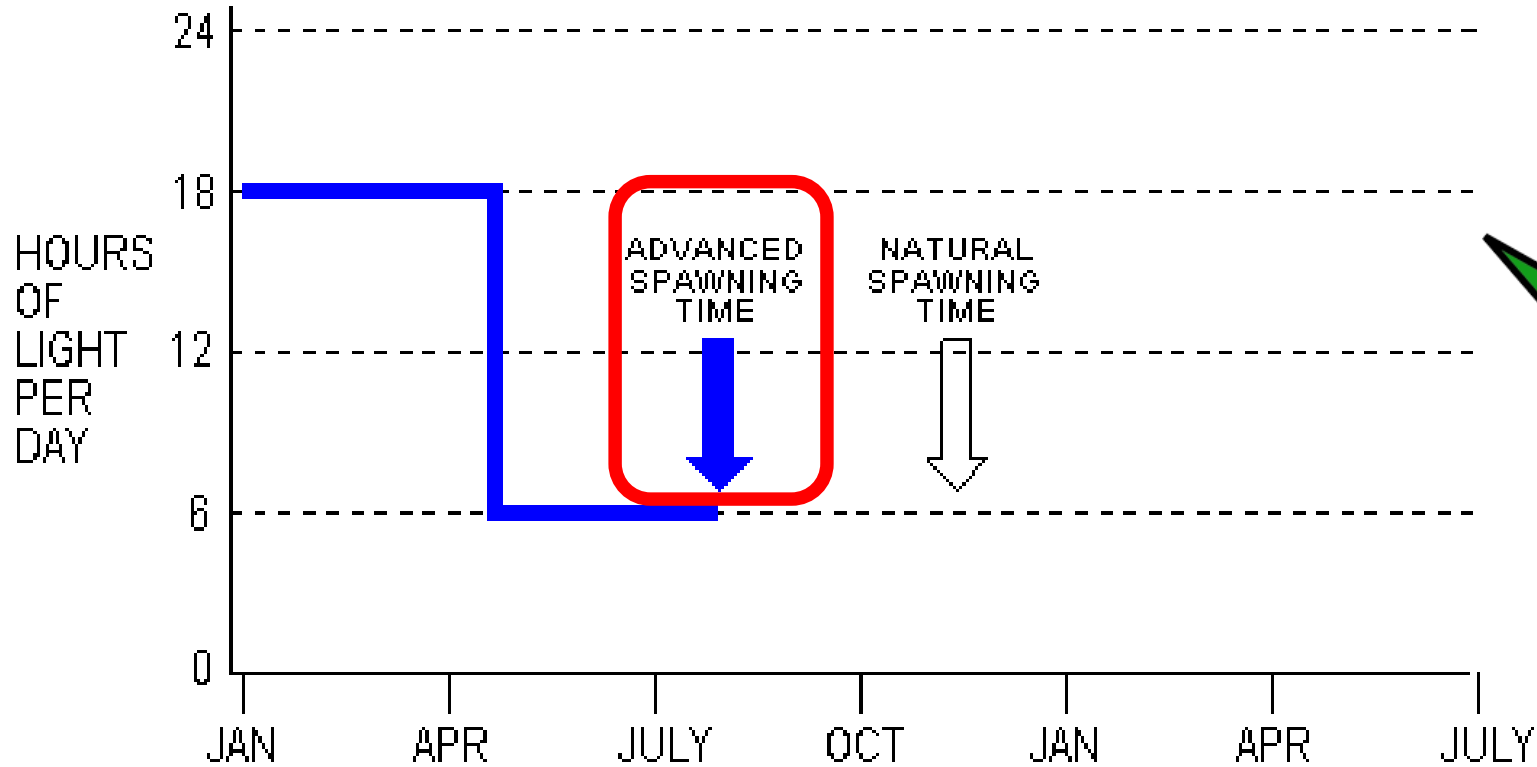 24
18
HOURS
OF
LIGHT
PER
DAY
12
6
0
ADVANCED
SPAWNING
TIME
NATURAL
SPAWNING
TIME
JAN APR JULY OCT JAN APR JULY